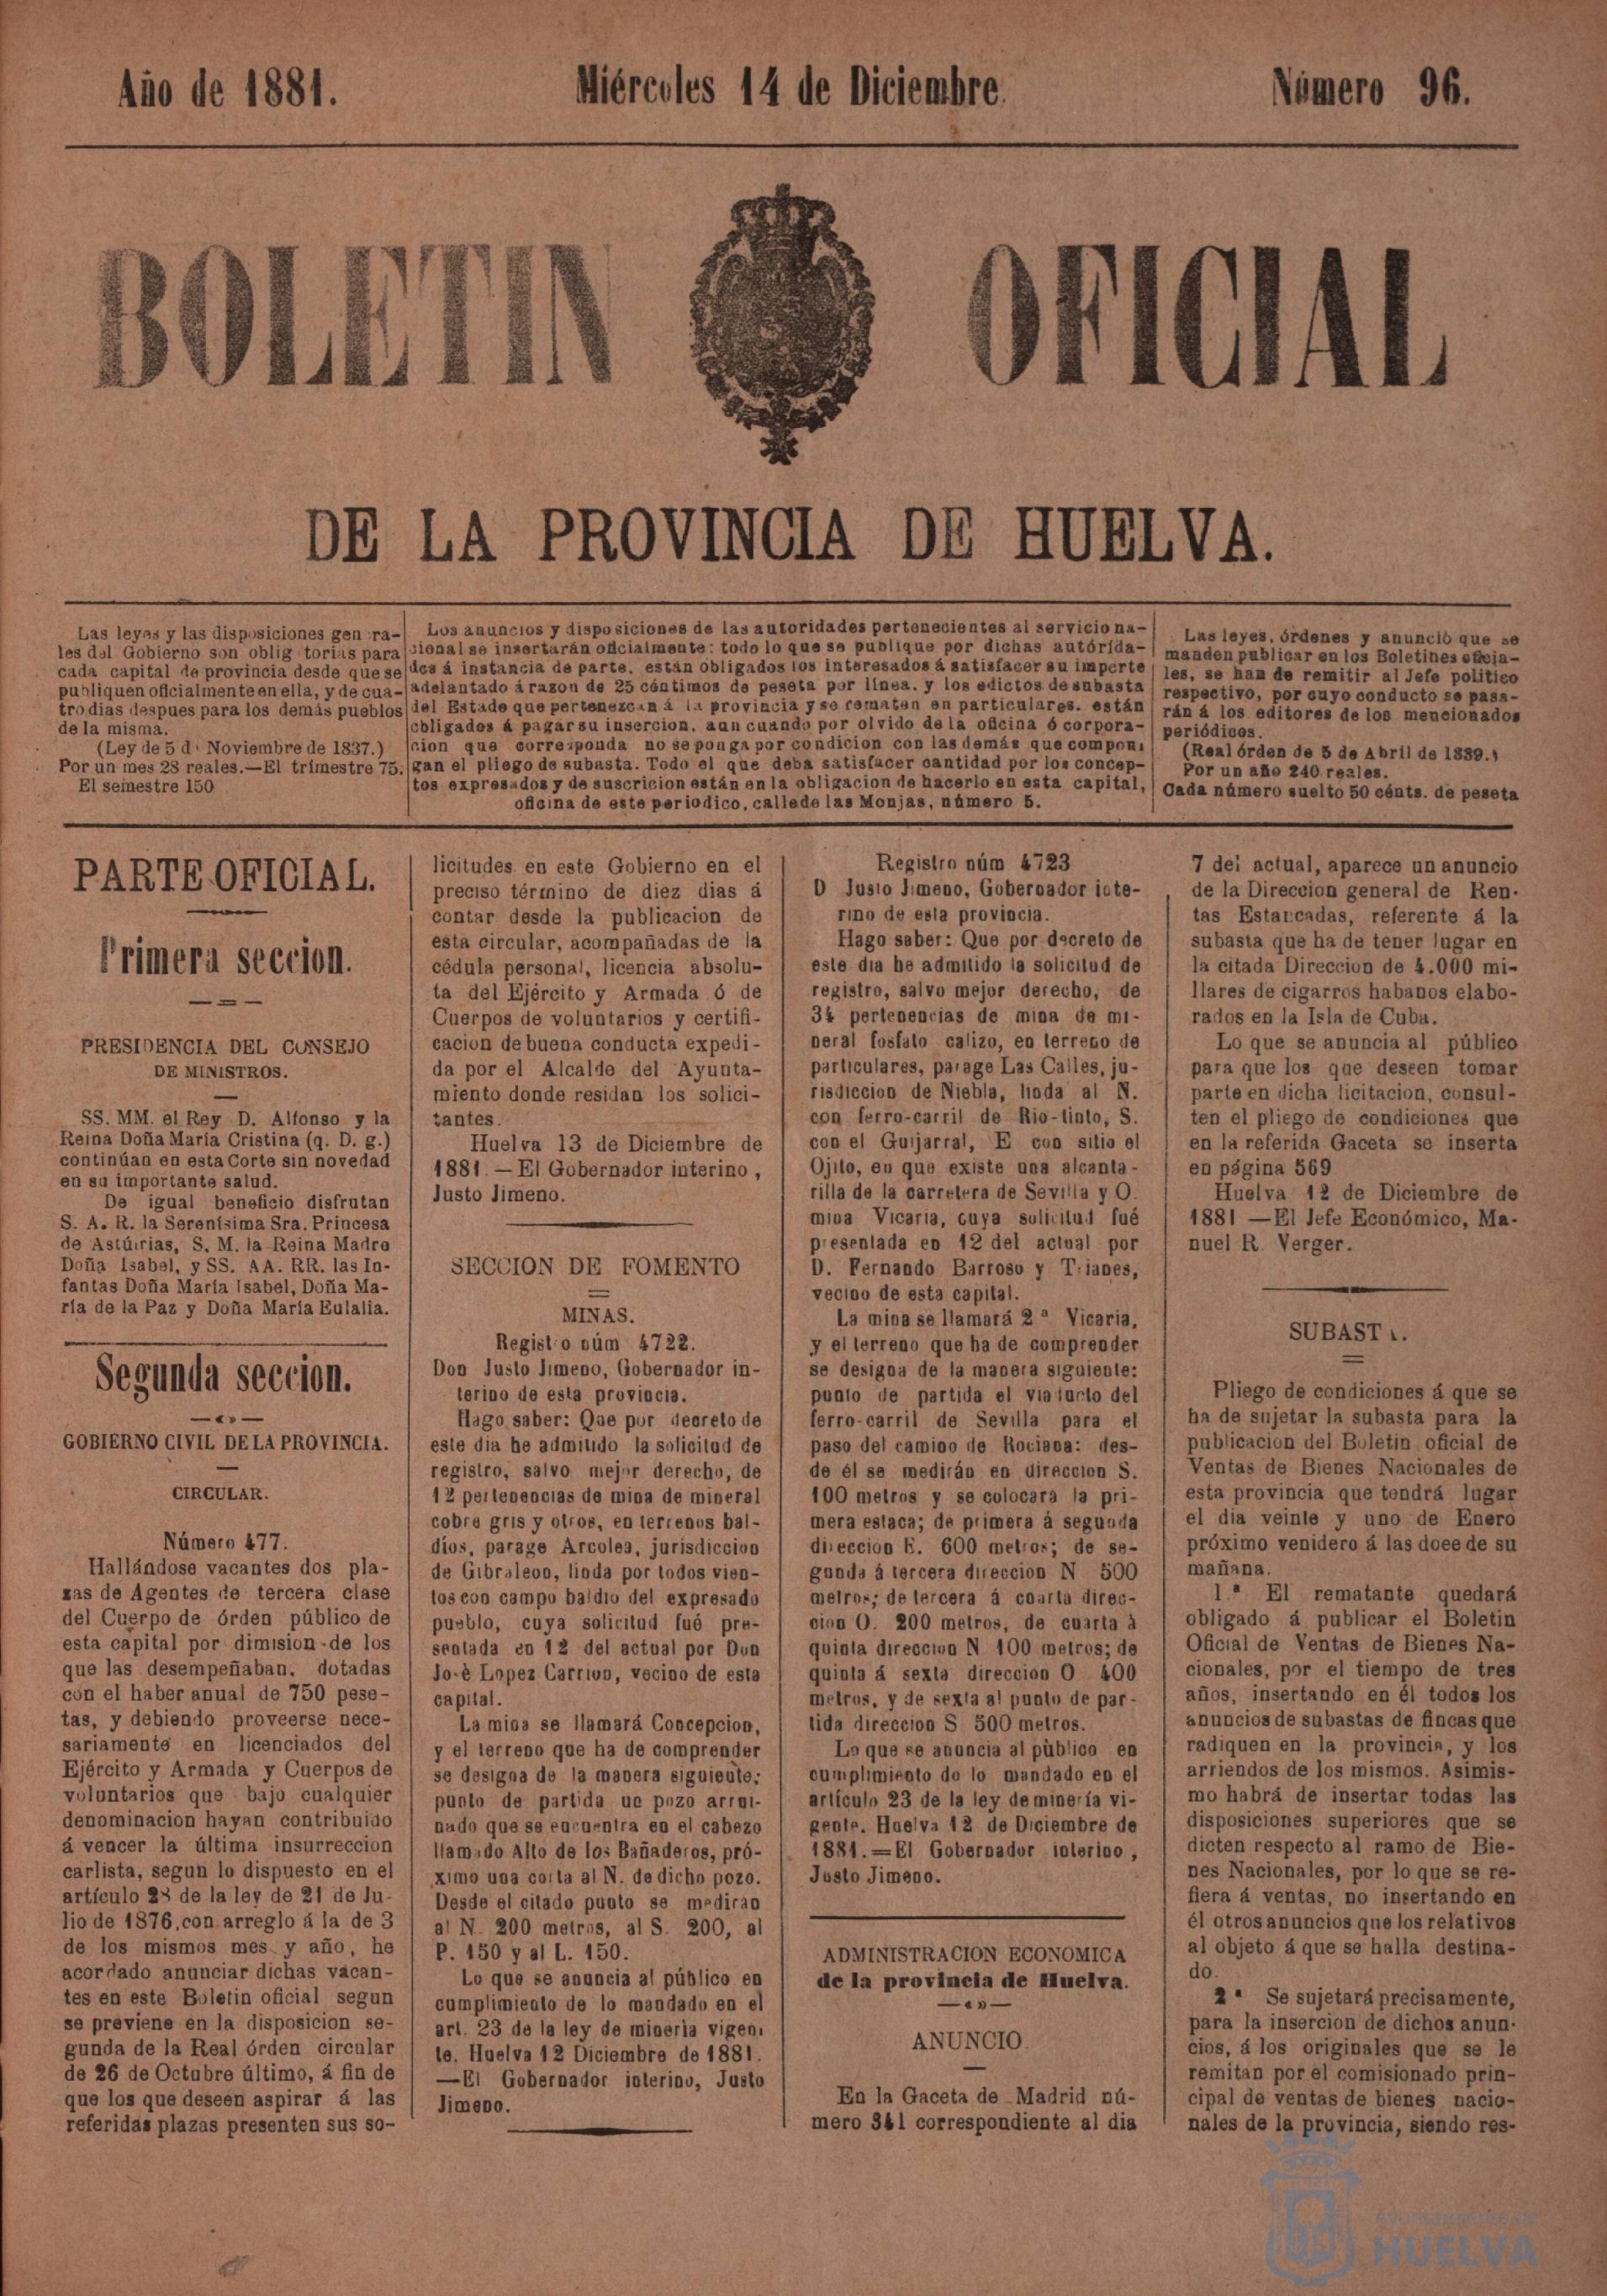 Año de 1881.
Miércoles 14 de Diciembre.
Número 96.
BOLETIN OFICIAL
DE LA PROVINCIA DE HUELVA.
Las leyes y las disposiciones genera-
les del Gobierno son obligatorias para
cada capital de provincia desde que se
publiquen oficialmente en ella, y de cua-
tro dias despues para los demás pueblos
de la misma.
(Ley de 5 de Noviembre de 1837.)
Por un mes 28 reales.—El trimestre 75.
El semestre 150
Los anuncios y disposiciones de las autoridades pertenecientes al servicio na-
cional se insertarán oficialmente: todo lo que se publique por dichas autórida-
des á instancia de parte, están obligados los interesados á satisfacer su importe
adelantado á razon de 25 céntimos de peseta por línea. y los edictos de subasta
del Estado que pertenezcan á la provincia y se rematen en particulares. están
obligados á pagar su insercion, aun cuando por olvido de la oficina ó corpora-
cion que corresponda no se ponga por condicion con las demás que compon
gan el pliego de subasta. Todo el que deba satisfacer cantidad por los concep-
tos expresados y de suscricion están en la obligacion de hacerlo en esta capital,
oficina de este periodico, calle de las Monjas, número 5.
Las leyes, órdenes y anunció que se
manden publicar en los Boletines oficia-
les, se han de remitir al Jefe politico
respectivo, por cuyo conducto se pasa-
rán á los editores de los mencionados
periódicos.
(Real órden de 5 de Abril de 1839.)
Por un año 240 reales.
Cada número suelto 50 cénts. de peseta
PARTE OFICIAL.
Primera seccion.
PRESIDENCIA DEL CONSEJO
DE MINISTROS.
SS. MM. el Rey D. Alfonso y la
Reina Doña María Cristina (q. D. g.)
continúan en esta Corte sin novedad
en su importante salud.
De igual beneficio disfrutan
S. A. R. la Serenísima Sra. Princesa
de Astúrias, S. M. la Reina Madre
Doña Isabel, y SS. AA. RR. las In-
fantas Doña María Isabel, Doña Ma-
ría de la Paz y Doña María Eulalia.
Segunda seccion.
GOBIERNO CIVIL DE LA PROVINCIA.
CIRCULAR.
Número 477.
Hallándose vacantes dos pla-
zas de Agentes de tercera clase
del Cuerpo de órden público de
esta capital por dimision de los
que las desempeñaban, dotadas
con el haber anual de 750 pese-
tas, y debiendo proveerse nece-
sariamente en licenciados del
Ejército y Armada y Cuerpos de
voluntarios que bajo cualquier
denominacion hayan contribuido
á vencer la última insurreccion
carlista, segun lo dispuesto en el
artículo 23 de la ley de 21 de Ju-
lio de 1876, con arreglo á la de 3
de los mismos mes y año, he
acordado anunciar dichas vacan-
tes en este Boletin oficial segun
se previene en la disposicion se-
gunda de la Real órden circular
de 26 de Octubre último, á fin de
que los que deseen aspirar á las
referidas plazas presenten sus so-
licitudes en este Gobierno en el
preciso término de diez dias á
contar desde la publicacion de
esta circular, acompañadas de la
cédula personal, licencia absolu-
ta del Ejército y Armada ó de
Cuerpos de voluntarios y certifi-
cacion de buena conducta expedi-
da por el Alcalde del Ayunta-
miento donde residan los solici-
tantes.
Huelva 13 de Diciembre de
1881.—El Gobernador interino,
Justo Jimeno.
SECCION DE FOMENTO
MINAS.
Registro núm 4722.
Don Justo Jimeno, Gobernador in-
terino de esta provincia.
Hago saber: Que por decreto de
este dia he admitido la solicitud de
registro, salvo mejor derecho, de
12 pertenencias de mina de mineral
cobre gris y otros, en terrenos bal-
díos, parage Arcolea, jurisdiccion
de Gibraleon, linda por todos vien-
tos con campo baldio del expresado
pueblo, cuya solicitud fué pre-
sentada en 12 del actual por Don
José Lopez Carrion, vecino de esta
capital.
La mina se llamará Concepcion,
y el terreno que ha de comprender
se designa de la manera siguiente:
punto de partida un pozo arrui-
nado que se encuentra en el cabezo
llamado Alto de los Bañaderos, pró-
ximo una corta al N. de dicho pozo.
Desde el citado punto se medirán
al N. 200 metros, al S. 200, al
P. 150 y al L. 150.
Lo que se anuncia al público en
cumplimiento de lo mandado en el
art. 23 de la ley de mineria vigen
te. Huelva 12 Diciembre de 1881.
—El Gobernador interino, Justo
Jimeno.
Registro núm 4723
D Justo Jimeno, Gobernador inte-
rino de esta provincia.
Hago saber: Que por decreto de
este dia he admitido la solicitud de
registro, salvo mejor derecho, de
34 pertenencias de mina de mi-
neral fosfato calizo, en terreno de
particulares, parage Las Calles, ju-
risdiccion de Niebla, linda al N.
con ferro-carril de Rio-tinto, S.
con el Guijarral, E con sitio el
Ojito, en que existe una alcanta-
rilla de la carretera de Sevilla y O.
mina Vicaria, cuya solicitud fué
presentada en 12 del actual por
D. Fernando Barroso y Trianes,
vecino de esta capital.
La mina se llamará 2ª Vicaria,
y el terreno que ha de comprender
se designa de la manera siguiente:
punto de partida el viaducto del
ferro-carril de Sevilla para el
paso del camino de Rociana: des-
de él se medirán en direccion S.
100 metros y se colocará la pri-
mera estaca; de primera á segunda
direccion E. 600 metros; de se-
gunda á tercera direccion N 500
metros; de tercera á cuarta direc-
cion O. 200 metros, de cuarta á
quinta direccion N 100 metros; de
quinta á sexta direccion O 400
metros, y de sexta al punto de par-
tida direccion S 500 metros.
Lo que se anuncia al público en
cumplimiento de lo mandado en el
artículo 23 de la ley de minería vi-
gente. Huelva 12 de Diciembre de
1881.—El Gobernador interino,
Justo Jimeno.
ADMINISTRACION ECONOMICA
de la provincia de Huelva.
ANUNCIO
En la Gaceta de Madrid nú-
mero 341 correspondiente al dia
7 del actual, aparece un anuncio
de la Direccion general de Ren-
tas Estancadas, referente á la
subasta que ha de tener lugar en
la citada Direccion de 4.000 mi-
llares de cigarros habanos elabo-
rados en la Isla de Cuba.
Lo que se anuncia al público
para que los que deseen tomar
parte en dicha licitacion, consul-
ten el pliego de condiciones que
en la referida Gaceta se inserta
en página 569
Huelva 12 de Diciembre de
1881—El Jefe Económico, Ma-
nuel R. Verger.
SUBASTA.
Pliego de condiciones á que se
ha de sujetar la subasta para la
publicacion del Boletin oficial de
Ventas de Bienes Nacionales de
esta provincia que tendrá lugar
el dia veinte y uno de Enero
próximo venidero á las doce de su
mañana.
1.ª El rematante quedará
obligado á publicar el Boletin
Oficial de Ventas de Bienes Na-
cionales, por el tiempo de tres
años, insertando en él todos los
anuncios de subastas de fincas que
radiquen en la provincia, y los
arriendos de los mismos. Asimis-
mo habrá de insertar todas las
disposiciones superiores que se
dicten respecto al ramo de Bie-
nes Nacionales, por lo que se re-
fiera á ventas, no insertando en
él otros anuncios que los relativos
al objeto á que se halla destina-
do.
2ª Se sujetará precisamente,
para la insercion de dichos anun-
cios, á los originales que se le
remitan por el comisionado prin-
cipal de ventas de bienes nacio-
nales de la provincia, siendo res-
Ayuntamiento de
HUELVA